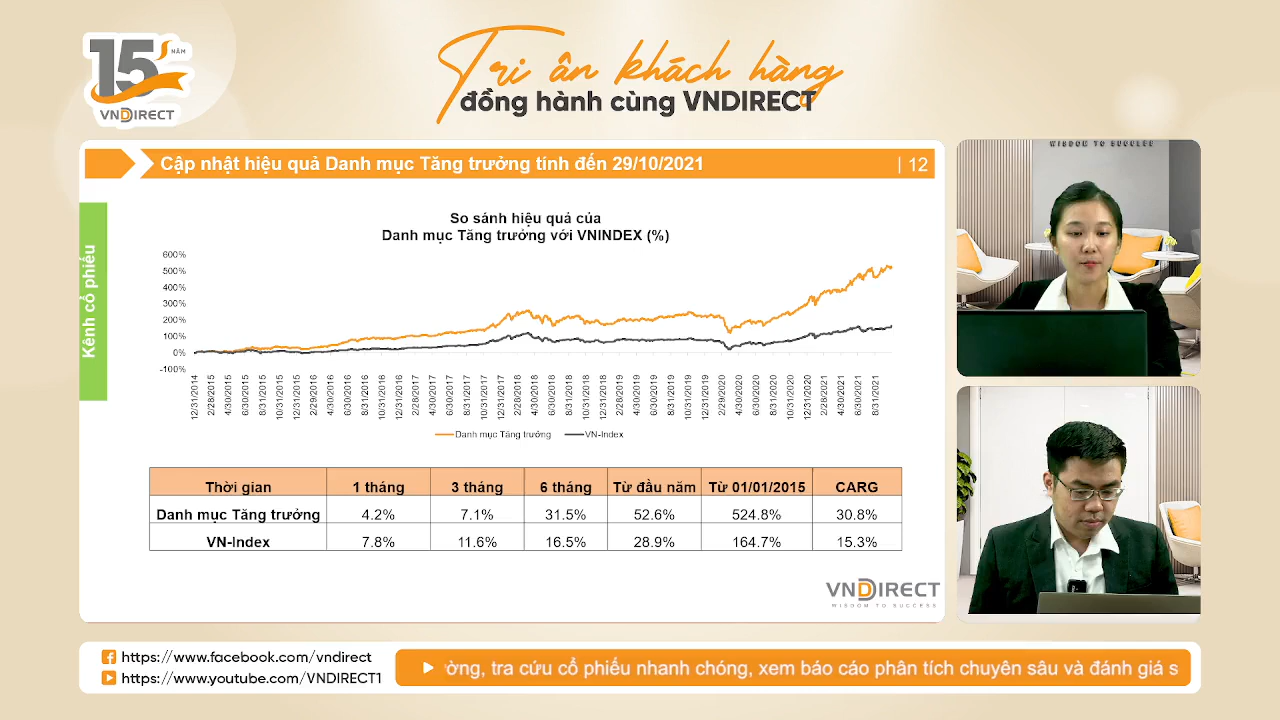 15 NĂM
VNDIRECT
Tri ân khách hàng
đồng hành cùng VNDIRECT
Cập nhật hiệu quả Danh mục Tăng trưởng tính đến 29/10/2021
| 12
Kênh cổ phiếu
So sánh hiệu quả của
Danh mục Tăng trưởng với VNINDEX (%)
600%
500%
400%
300%
200%
100%
0%
-100%
12/31/2014
2/28/2015
4/30/2015
6/30/2015
8/31/2015
10/31/2015
12/31/2015
2/29/2016
4/30/2016
6/30/2016
8/31/2016
10/31/2016
12/31/2016
2/28/2017
4/30/2017
6/30/2017
8/31/2017
10/31/2017
12/31/2017
2/28/2018
4/30/2018
6/30/2018
8/31/2018
10/31/2018
12/31/2018
2/28/2019
4/30/2019
6/30/2019
8/31/2019
10/31/2019
12/31/2019
2/29/2020
4/30/2020
6/30/2020
8/31/2020
10/31/2020
12/31/2020
2/28/2021
4/30/2021
6/30/2021
8/31/2021
Danh mục Tăng trưởng VN-Index
Thời gian 1 tháng 3 tháng 6 tháng Từ đầu năm Từ 01/01/2015 CARG
Danh mục Tăng trưởng 4.2% 7.1% 31.5% 52.6% 524.8% 30.8%
VN-Index 7.8% 11.6% 16.5% 28.9% 164.7% 15.3%
VNDIRECT
WISDOM TO SUCCESS
WISDOM TO SUCCESS
https://www.facebook.com/vndirect
https://www.youtube.com/VNDIRECT1
ờng, tra cứu cổ phiếu nhanh chóng, xem báo cáo phân tích chuyên sâu và đánh giá s